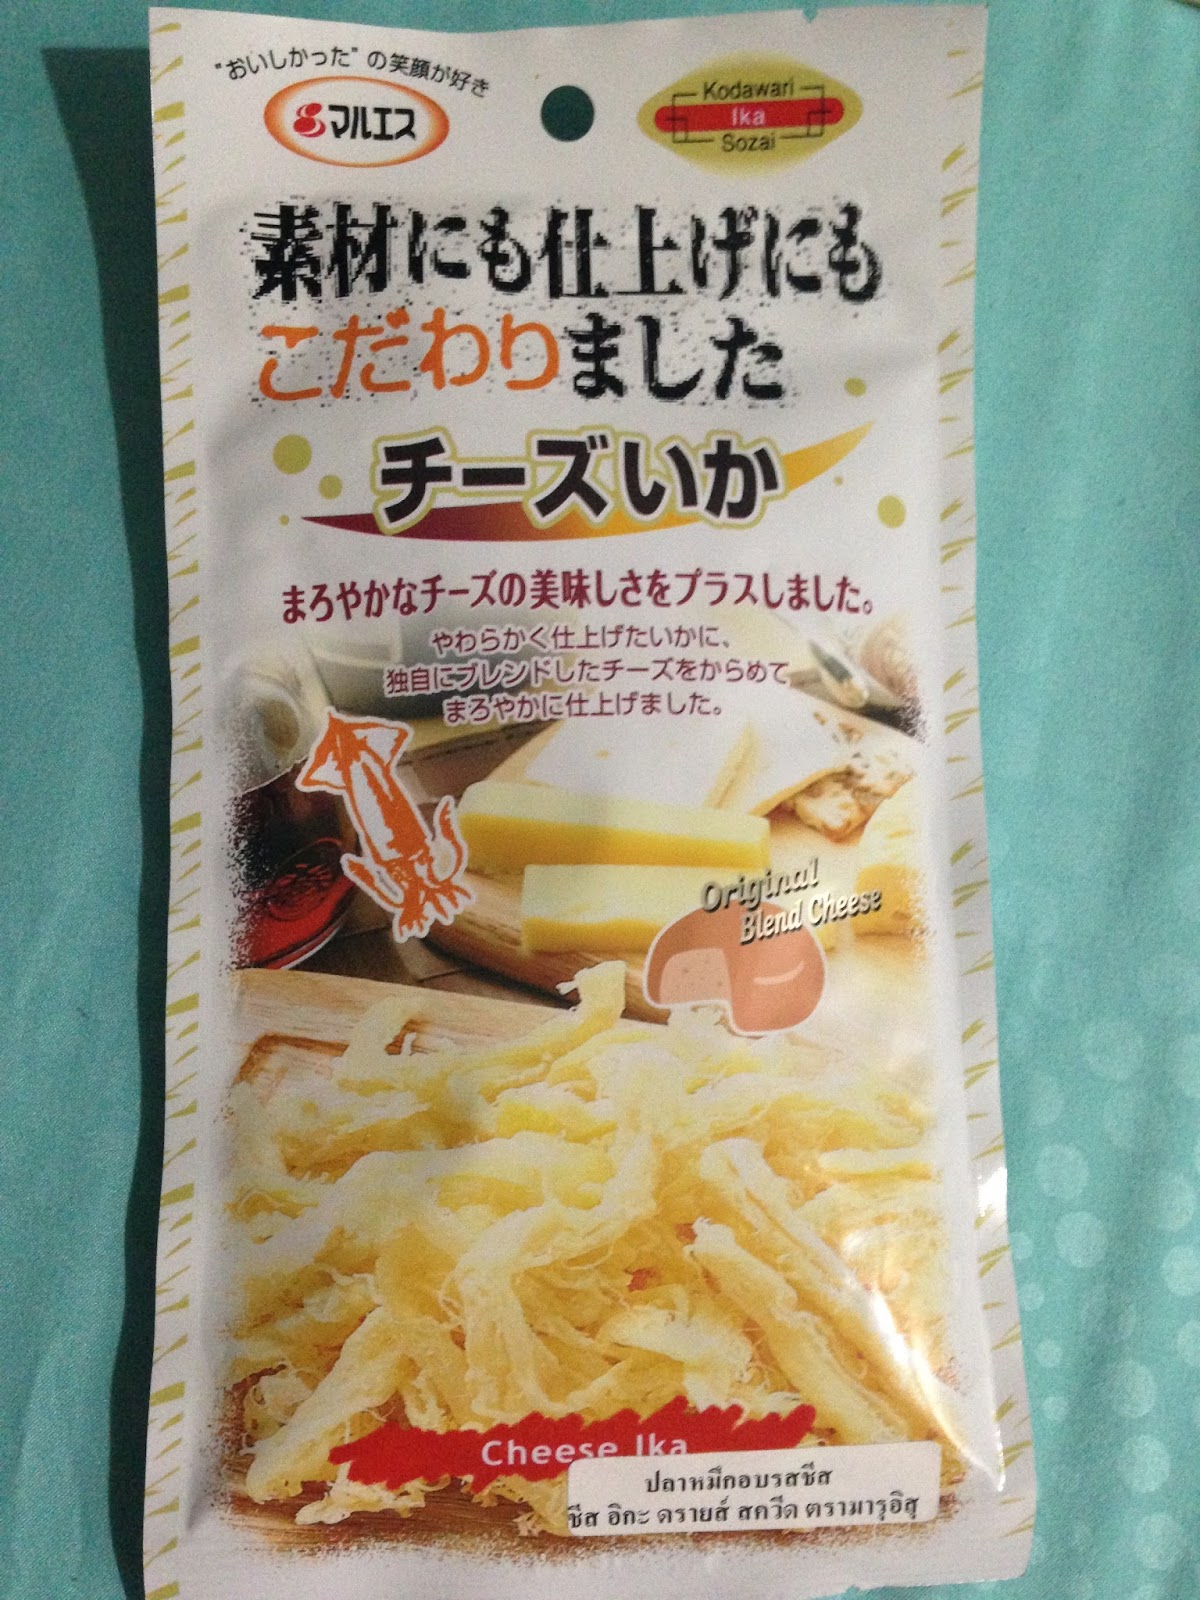 "おいしかった"の笑顔が好き
マルエス
Kodawari
Ika
Sozai
素材にも仕上げにも
こだわりました
チーズいか
まろやかなチーズの美味しさをプラスしました。
やわらかく仕上げたいかに、
独自にブレンドしたチーズをからめて
まろやかに仕上げました。
Original
Blend Cheese
Cheese Ika
ปลาหมึกอบรสชีส
ชีส อิกะ ดรายส์ สควีด ตรามารุอิสุ